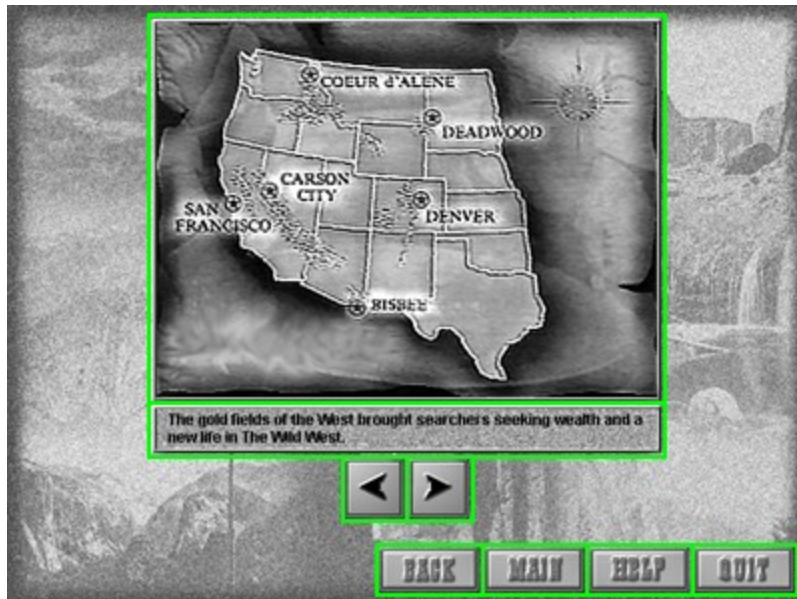 COEUR d'ALENE
DEADWOOD
CARSON
CITY
SAN
FRANCISCO
DENVER
BISBEE
The gold fields of the West brought searchers seeking wealth and a
new life in The Wild West.
BACK MAIN HELP QUIT